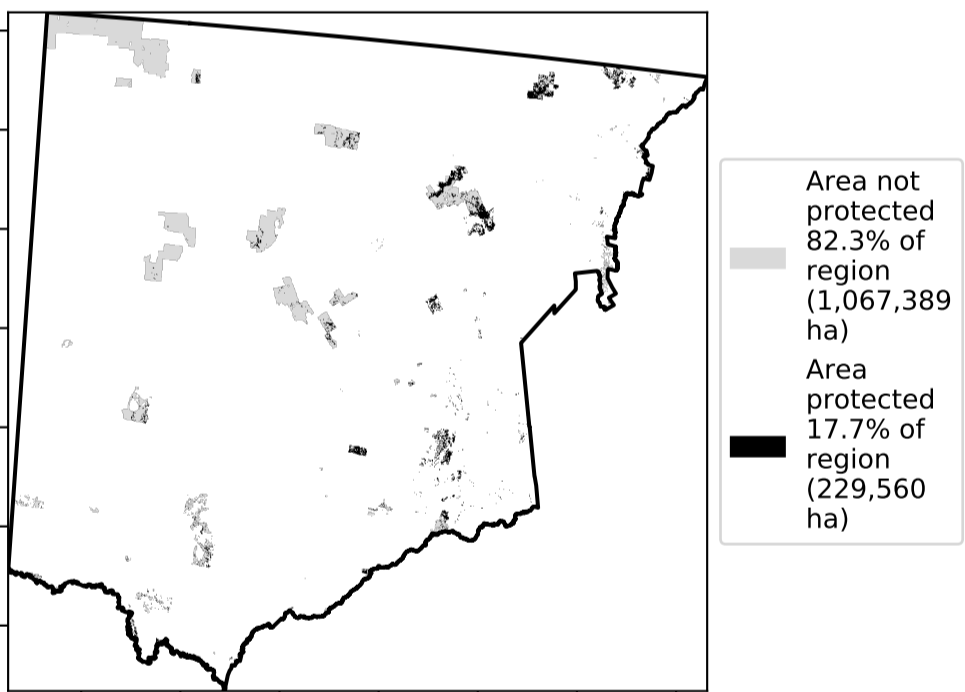 Area not
protected
82.3% of
region
(1,067,389
ha)
Area
protected
17.7% of
region
(229,560
ha)